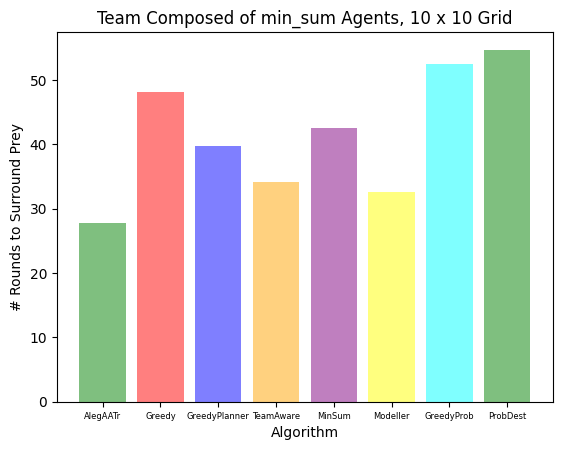 Team Composed of min_sum Agents, 10 x 10 Grid
# Rounds to Surround Prey
50
40
30
20
10
0
AlegAATr Greedy GreedyPlanner TeamAware MinSum Modeller GreedyProb ProbDest
Algorithm